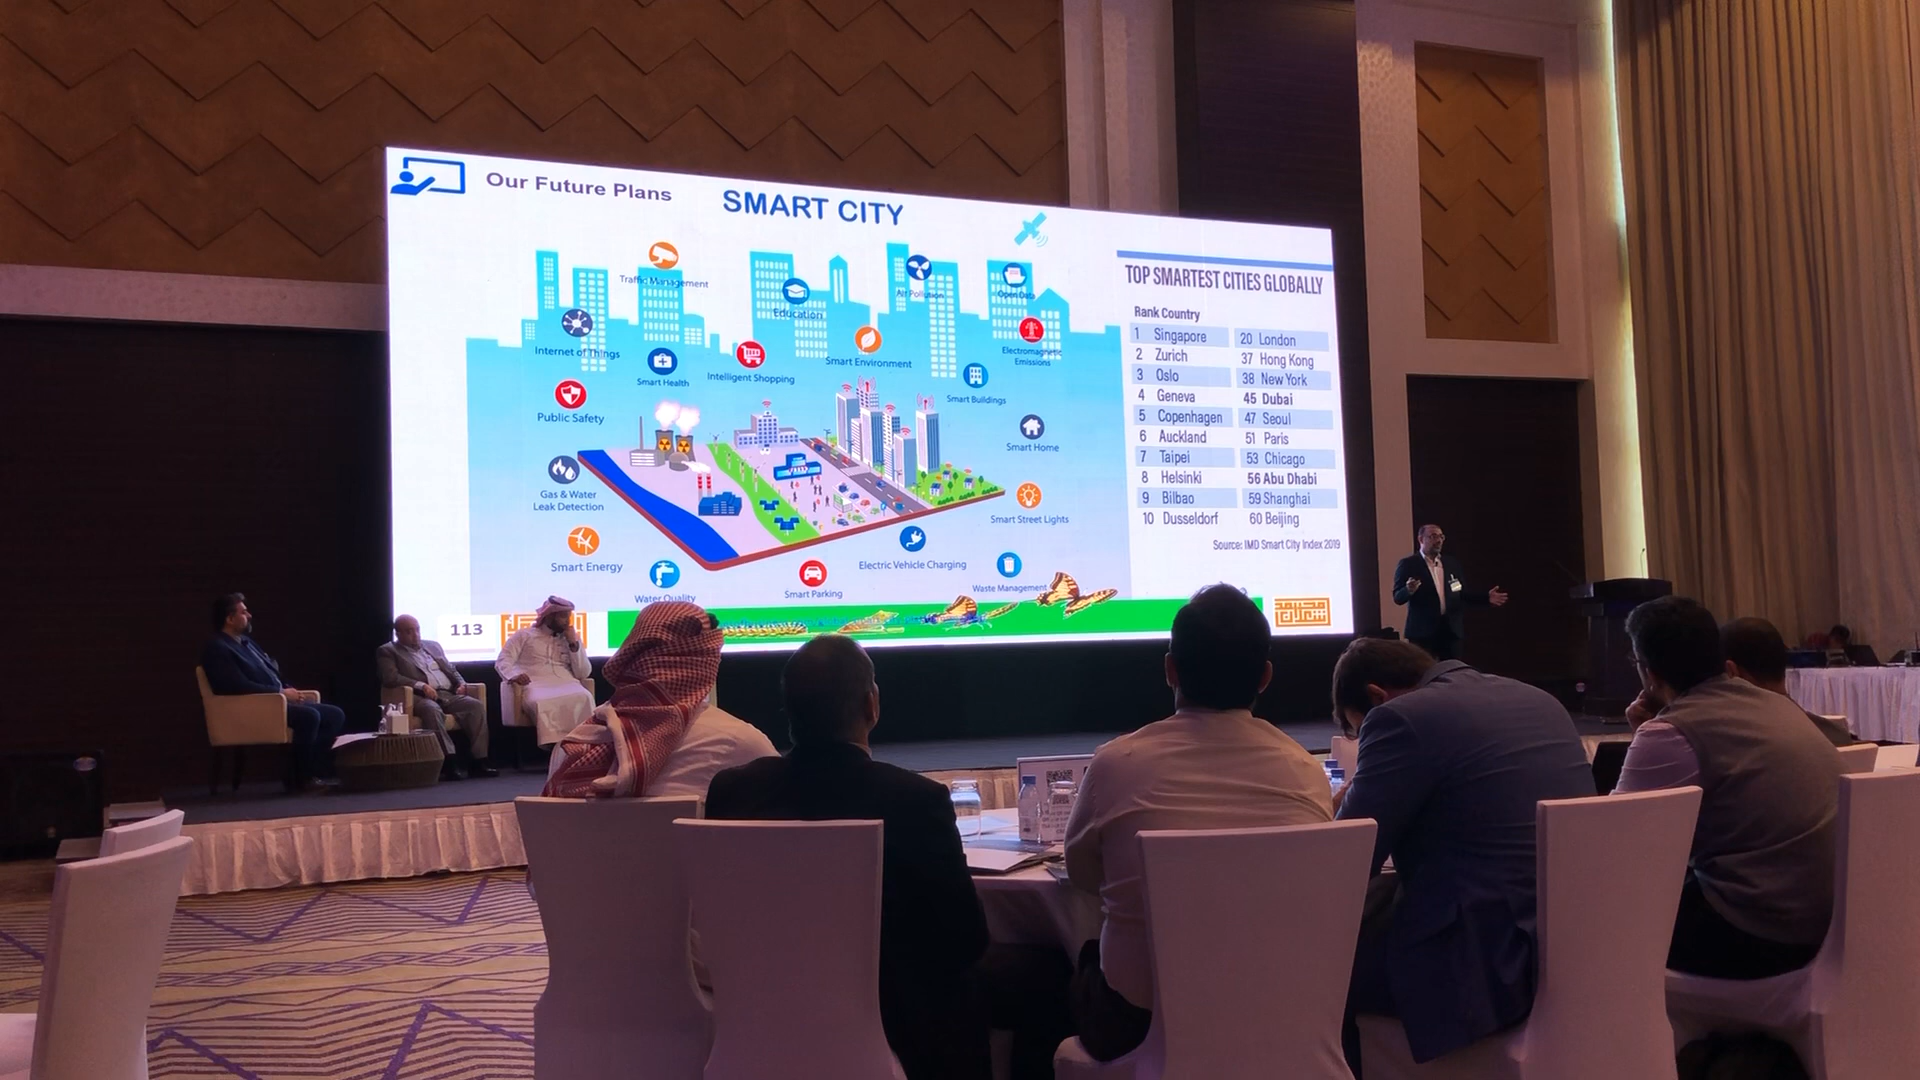 Our Future Plans
SMART CITY
Traffic Management
Education
Air Pollution
Open Data
Internet of Things
Smart Health
Intelligent Shopping
Smart Environment
Electromagnetic
Emissions
Public Safety
Smart Buildings
Smart Home
Gas & Water
Leak Detection
Smart Street Lights
Smart Energy
Water Quality
Smart Parking
Electric Vehicle Charging
Waste Management
TOP SMARTEST CITIES GLOBALLY
Rank Country
1 Singapore
2 Zurich
3 Oslo
4 Geneva
5 Copenhagen
6 Auckland
7 Taipei
8 Helsinki
9 Bilbao
10 Dusseldorf
20 London
37 Hong Kong
38 New York
45 Dubai
47 Seoul
51 Paris
53 Chicago
56 Abu Dhabi
59 Shanghai
60 Beijing
Source: IMD Smart City Index 2019
113